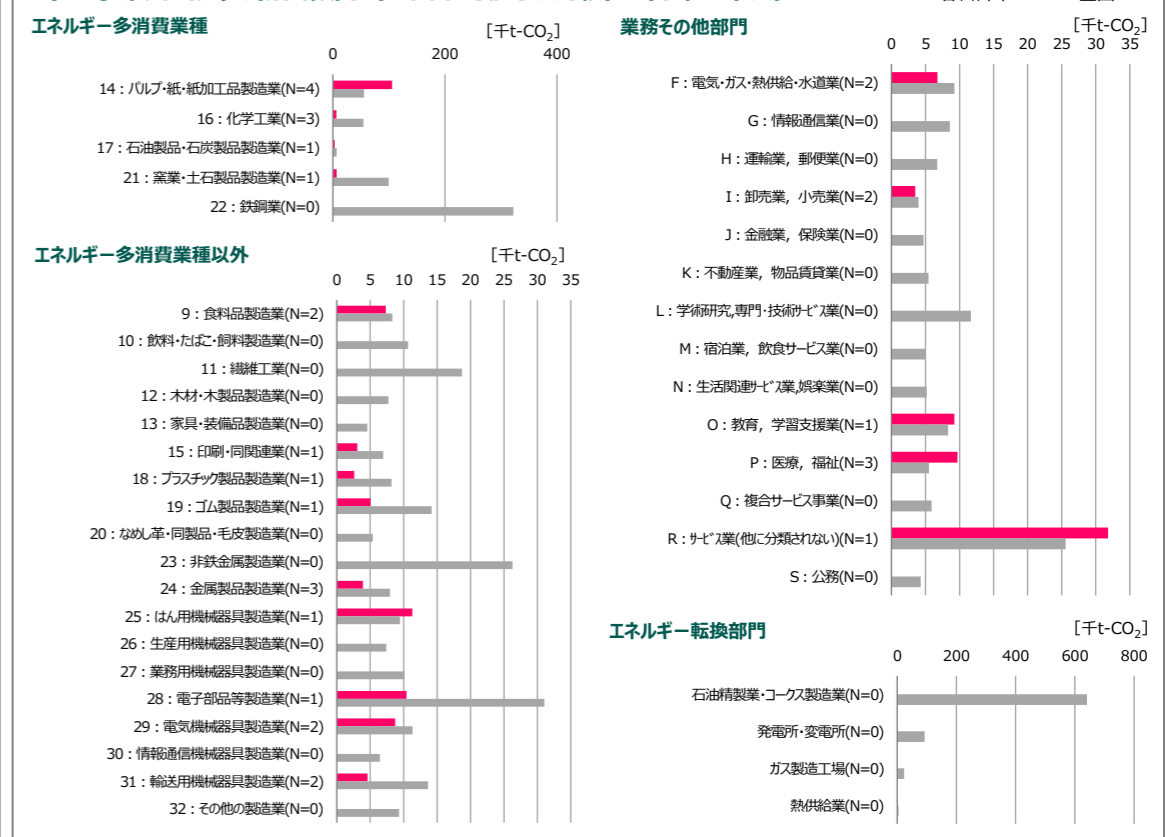 エネルギー多消費業種
[千t-CO₂]
0 200 400
14：パルプ・紙・紙加工品製造業(N=4)
16：化学工業(N=3)
17：石油製品・石炭製品製造業(N=1)
21：窯業・土石製品製造業(N=1)
22：鉄鋼業(N=0)
エネルギー多消費業種以外
[千t-CO₂]
0 5 10 15 20 25 30 35
9：食料品製造業(N=2)
10：飲料・たばこ・飼料製造業(N=0)
11：繊維工業(N=0)
12：木材・木製品製造業(N=0)
13：家具・装備品製造業(N=0)
15：印刷・同関連業(N=1)
18：プラスチック製品製造業(N=1)
19：ゴム製品製造業(N=1)
20：なめし革・同製品・毛皮製造業(N=0)
23：非鉄金属製造業(N=0)
24：金属製品製造業(N=3)
25：はん用機械器具製造業(N=1)
26：生産用機械器具製造業(N=0)
27：業務用機械器具製造業(N=0)
28：電子部品等製造業(N=1)
29：電気機械器具製造業(N=2)
30：情報通信機械器具製造業(N=0)
31：輸送用機械器具製造業(N=2)
32：その他の製造業(N=0)
業務その他部門
[千t-CO₂]
0 5 10 15 20 25 30 35
F：電気・ガス・熱供給・水道業(N=2)
G：情報通信業(N=0)
H：運輸業，郵便業(N=0)
I：卸売業，小売業(N=2)
J：金融業，保険業(N=0)
K：不動産業，物品賃貸業(N=0)
L：学術研究,専門・技術ｻｰﾋﾞｽ業(N=0)
M：宿泊業，飲食サービス業(N=0)
N：生活関連ｻｰﾋﾞｽ業,娯楽業(N=0)
O：教育，学習支援業(N=1)
P：医療，福祉(N=3)
Q：複合サービス事業(N=0)
R：ｻｰﾋﾞｽ業(他に分類されない)(N=1)
S：公務(N=0)
エネルギー転換部門
[千t-CO₂]
0 200 400 600 800
石油精製業・コークス製造業(N=0)
発電所・変電所(N=0)
ガス製造工場(N=0)
熱供給業(N=0)